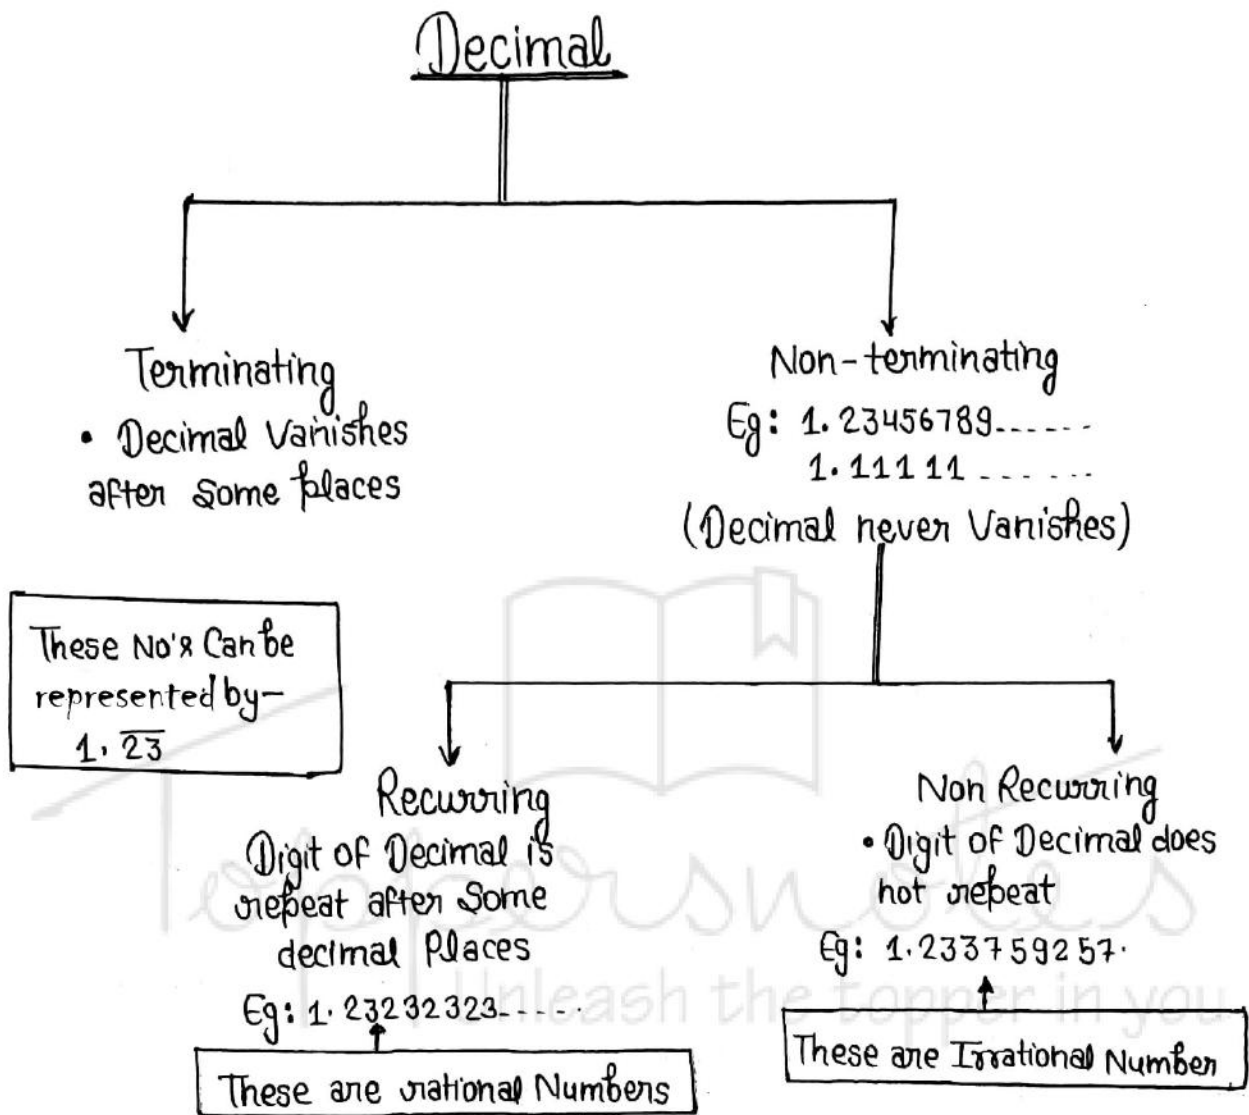 Decimal
Terminating
• Decimal Vanishes
after Some places
Non-terminating
Eg: 1.23456789------
1.11111------
(Decimal never Vanishes)
These No's Can be
represented by-
1.2̅3̅
Recurring
Digit of Decimal is
repeat after Some
decimal Places
Eg: 1.23232323-----.
These are rational Numbers
Non Recurring
• Digit of Decimal does
not repeat
Eg: 1.233759257.
These are Irrational Number
Toppersnotes
Unleash the topper in you